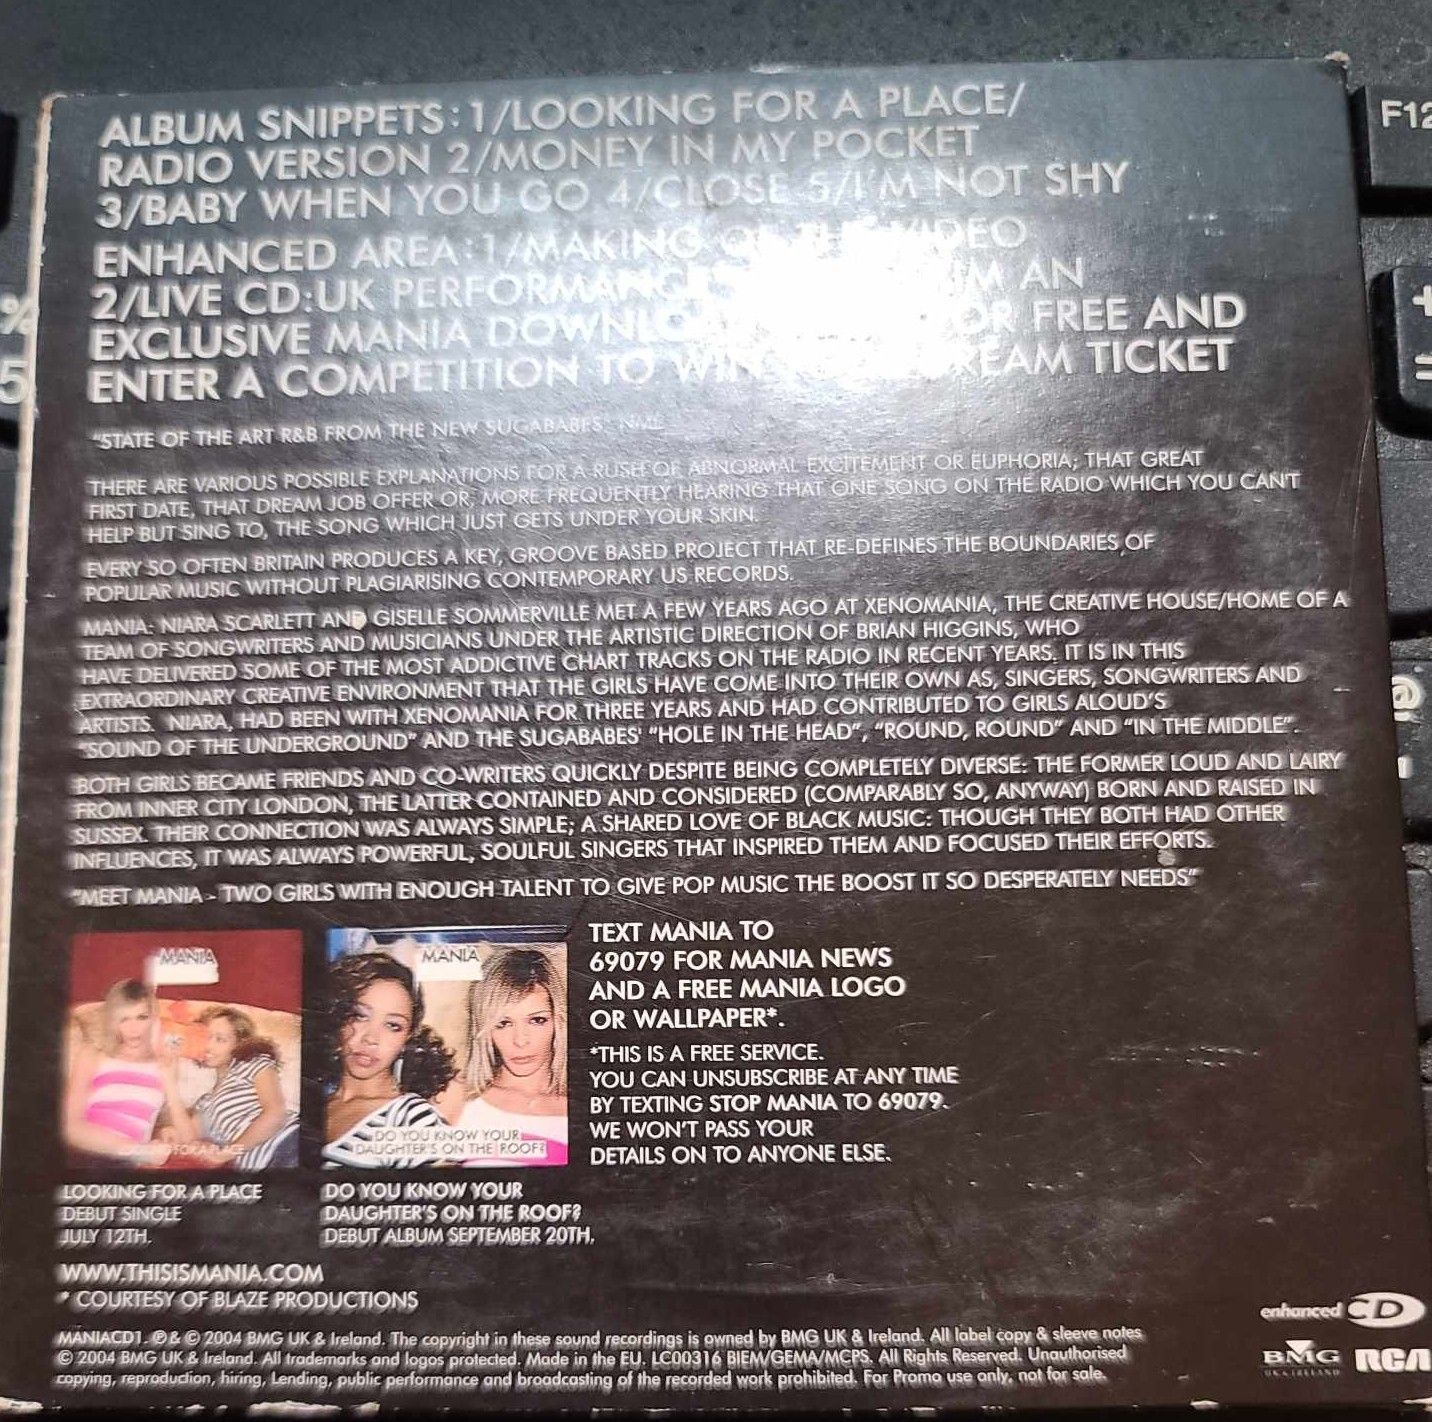 ALBUM SNIPPETS: 1/LOOKING FOR A PLACE/
RADIO VERSION 2/MONEY IN MY POCKET
3/BABY WHEN YOU GO 4/CLOSE 5/I'M NOT SHY
ENHANCED AREA: 1/MAKING OF THE VIDEO
2/LIVE CD:UK PERFORMANCE AN
EXCLUSIVE MANIA FOR FREE AND
ENTER A COMPETITION TO WIN DREAM TICKET
"STATE OF THE ART R&B FROM THE NEW SUGABABES" NME
THERE ARE VARIOUS POSSIBLE EXPLANATIONS FOR A RUSH OF ABNORMAL EXCITEMENT OR EUPHORIA; THAT GREAT
FIRST DATE, THAT DREAM JOB OFFER OR, MORE FREQUENTLY HEARING THAT ONE SONG ON THE RADIO WHICH YOU CAN'T
HELP BUT SING TO, THE SONG WHICH JUST GETS UNDER YOUR SKIN.
EVERY SO OFTEN BRITAIN PRODUCES A KEY, GROOVE BASED PROJECT THAT RE-DEFINES THE BOUNDARIES OF
POPULAR MUSIC WITHOUT PLAGIARISING CONTEMPORARY US RECORDS.
MANIA: NIARA SCARLETT AND GISELLE SOMMERVILLE MET A FEW YEARS AGO AT XENOMANIA, THE CREATIVE HOUSE/HOME OF A
TEAM OF SONGWRITERS AND MUSICIANS UNDER THE ARTISTIC DIRECTION OF BRIAN HIGGINS, WHO
HAVE DELIVERED SOME OF THE MOST ADDICTIVE CHART TRACKS ON THE RADIO IN RECENT YEARS. IT IS IN THIS
EXTRAORDINARY CREATIVE ENVIRONMENT THAT THE GIRLS HAVE COME INTO THEIR OWN AS, SINGERS, SONGWRITERS AND
ARTISTS. NIARA, HAD BEEN WITH XENOMANIA FOR THREE YEARS AND HAD CONTRIBUTED TO GIRLS ALOUD'S
"SOUND OF THE UNDERGROUND" AND THE SUGABABES' "HOLE IN THE HEAD", "ROUND, ROUND" AND "IN THE MIDDLE".
BOTH GIRLS BECAME FRIENDS AND CO-WRITERS QUICKLY DESPITE BEING COMPLETELY DIVERSE: THE FORMER LOUD AND LAIRY
FROM INNER CITY LONDON, THE LATTER CONTAINED AND CONSIDERED (COMPARABLY SO, ANYWAY) BORN AND RAISED IN
SUSSEX. THEIR CONNECTION WAS ALWAYS SIMPLE; A SHARED LOVE OF BLACK MUSIC: THOUGH THEY BOTH HAD OTHER
INFLUENCES, IT WAS ALWAYS POWERFUL, SOULFUL SINGERS THAT INSPIRED THEM AND FOCUSED THEIR EFFORTS.
"MEET MANIA - TWO GIRLS WITH ENOUGH TALENT TO GIVE POP MUSIC THE BOOST IT SO DESPERATELY NEEDS"
MANIA
LOOKING FOR A PLACE
MANIA
DO YOU KNOW YOUR
DAUGHTER'S ON THE ROOF?
TEXT MANIA TO
69079 FOR MANIA NEWS
AND A FREE MANIA LOGO
OR WALLPAPER*.
*THIS IS A FREE SERVICE.
YOU CAN UNSUBSCRIBE AT ANY TIME
BY TEXTING STOP MANIA TO 69079.
WE WON'T PASS YOUR
DETAILS ON TO ANYONE ELSE.
LOOKING FOR A PLACE
DEBUT SINGLE
JULY 12TH.
DO YOU KNOW YOUR
DAUGHTER'S ON THE ROOF?
DEBUT ALBUM SEPTEMBER 20TH.
WWW.THISISMANIA.COM
* COURTESY OF BLAZE PRODUCTIONS
MANIACD1. ℗ & © 2004 BMG UK & Ireland. The copyright in these sound recordings is owned by BMG UK & Ireland. All label copy & sleeve notes
© 2004 BMG UK & Ireland. All trademarks and logos protected. Made in the EU. LC00316 BIEM/GEMA/MCPS. All Rights Reserved. Unauthorised
copying, reproduction, hiring, Lending, public performance and broadcasting of the recorded work prohibited. For Promo use only, not for sale.
enhanced CD
BMG
UK & IRELAND
RCA
F12
%
5
+
=
@